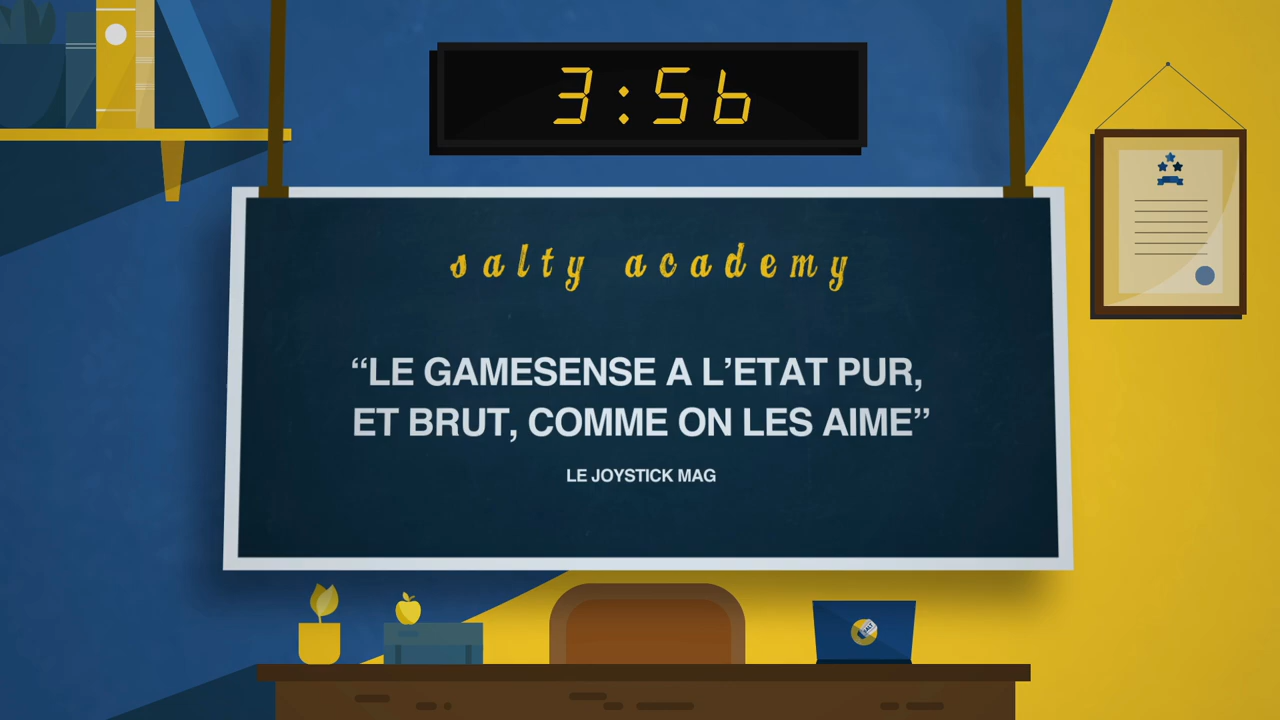 3:56
salty academy
“LE GAMESENSE A L’ETAT PUR,
ET BRUT, COMME ON LES AIME”
LE JOYSTICK MAG